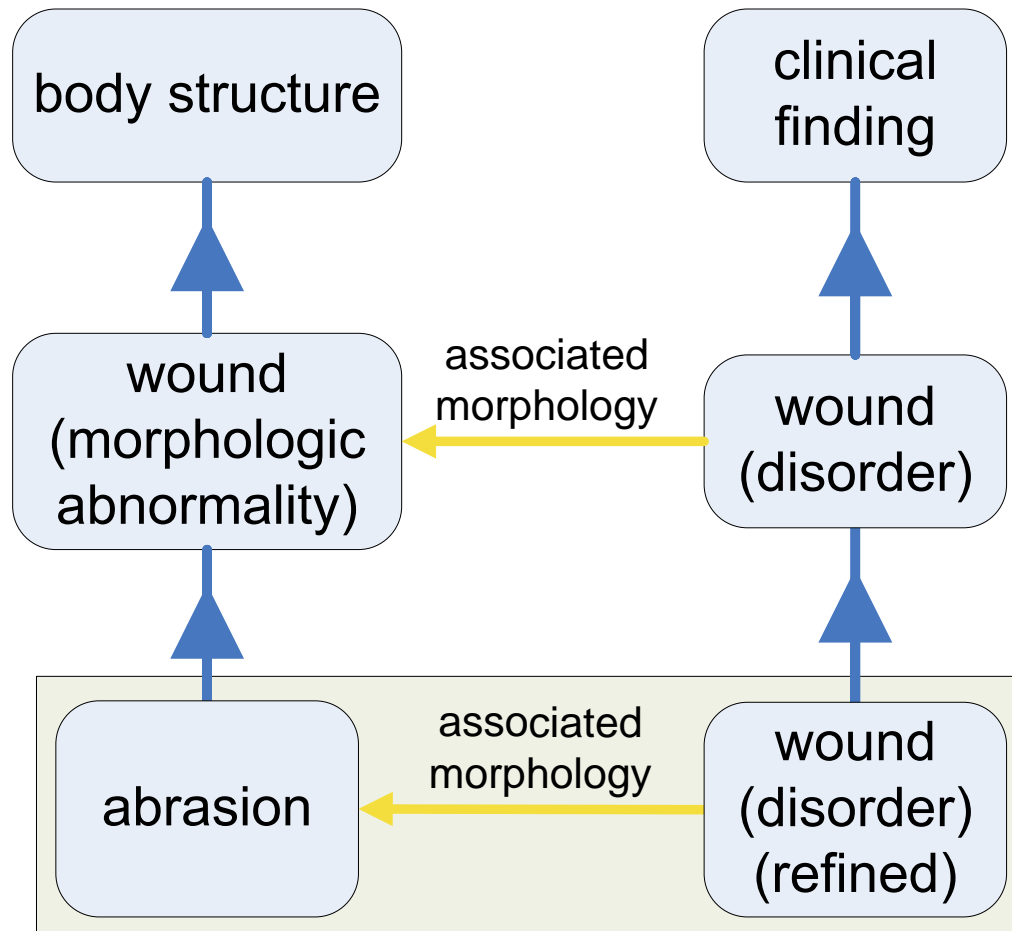 body structure
clinical
finding
wound
(morphologic
abnormality)
associated
morphology
wound
(disorder)
abrasion
associated
morphology
wound
(disorder)
(refined)